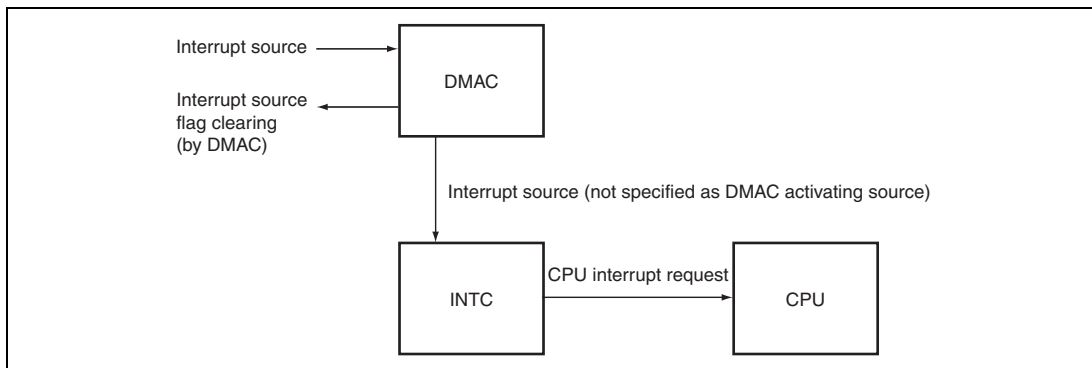 Interrupt source
DMAC
Interrupt source
flag clearing
(by DMAC)
Interrupt source (not specified as DMAC activating source)
INTC
CPU interrupt request
CPU